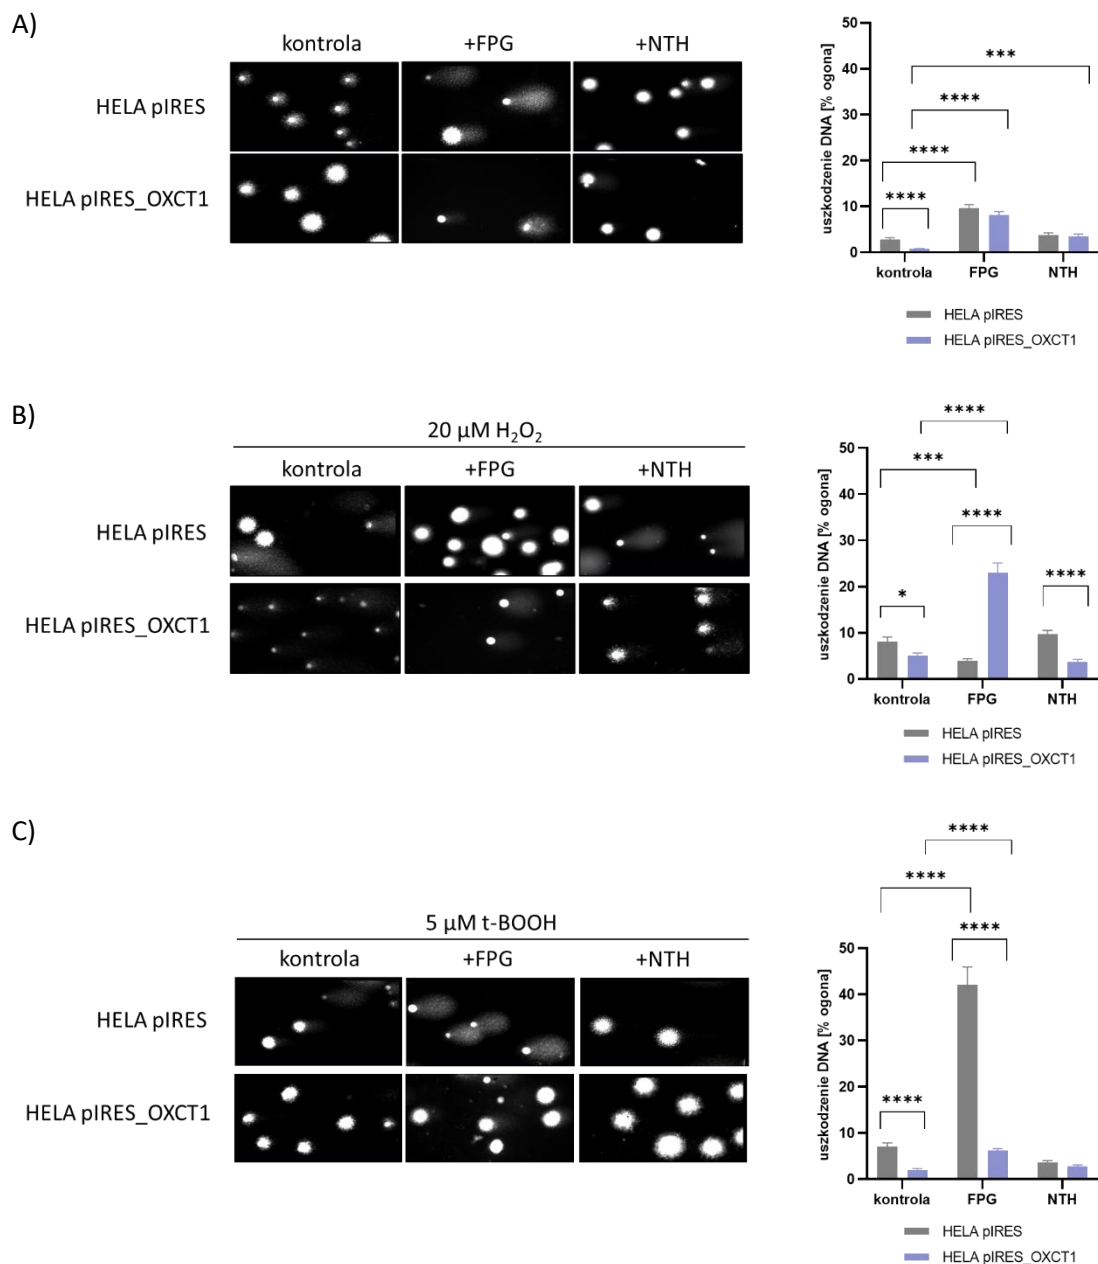 A)
kontrola +FPG +NTH
HELA pIRES
HELA pIRES_OXCT1
uszkodzenie DNA [% ogona]
50
40
30
20
10
0
***
****
****
****
kontrola FPG NTH
HELA pIRES
HELA pIRES_OXCT1
B)
20 µM H₂O₂
kontrola +FPG +NTH
HELA pIRES
HELA pIRES_OXCT1
uszkodzenie DNA [% ogona]
50
40
30
20
10
0
****
***
****
****
*
kontrola FPG NTH
HELA pIRES
HELA pIRES_OXCT1
C)
5 µM t-BOOH
kontrola +FPG +NTH
HELA pIRES
HELA pIRES_OXCT1
uszkodzenie DNA [% ogona]
50
40
30
20
10
0
****
****
****
****
kontrola FPG NTH
HELA pIRES
HELA pIRES_OXCT1